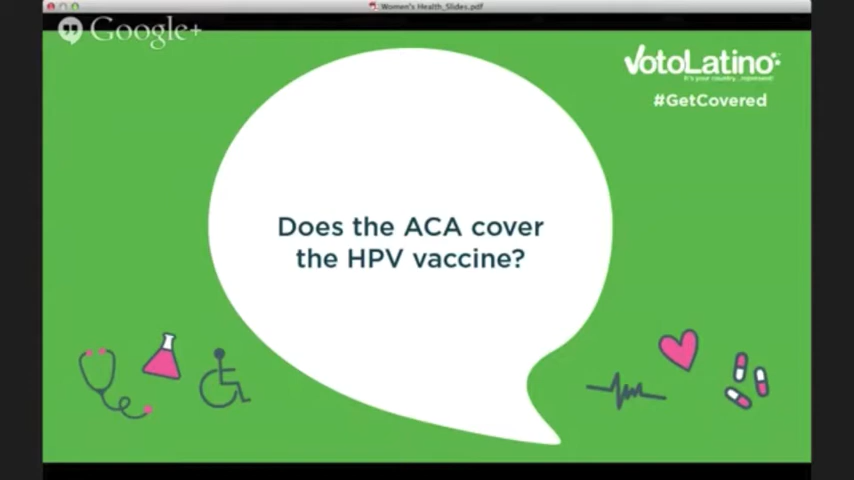 Women's Health_Slides.pdf
Google+
VotoLatino
It's your country...represent!
#GetCovered
Does the ACA cover
the HPV vaccine?